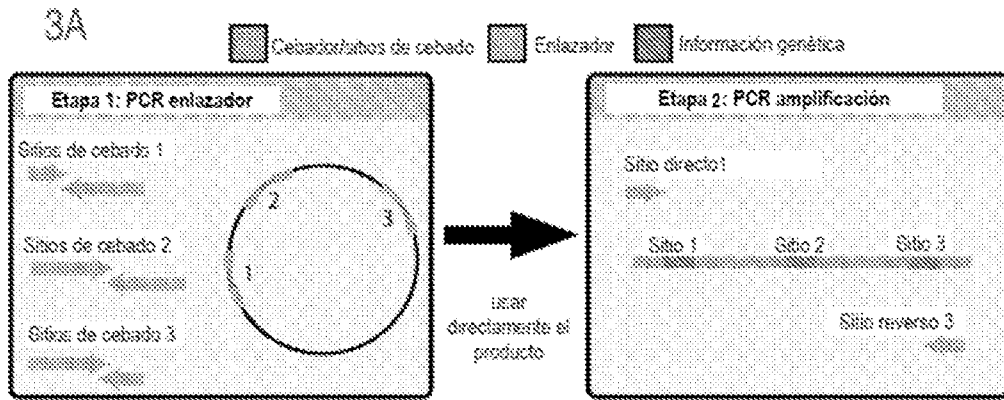 3A
Cebador/sitios de cebado
Enlazador
Información genética
Etapa 1: PCR enlazador
Sitios de cebado 1
Sitios de cebado 2
Sitios de cebado 3
1
2
3
usar
directamente el
producto
Etapa 2: PCR amplificación
Sitio directo1
Sitio 1
Sitio 2
Sitio 3
Sitio reverso 3